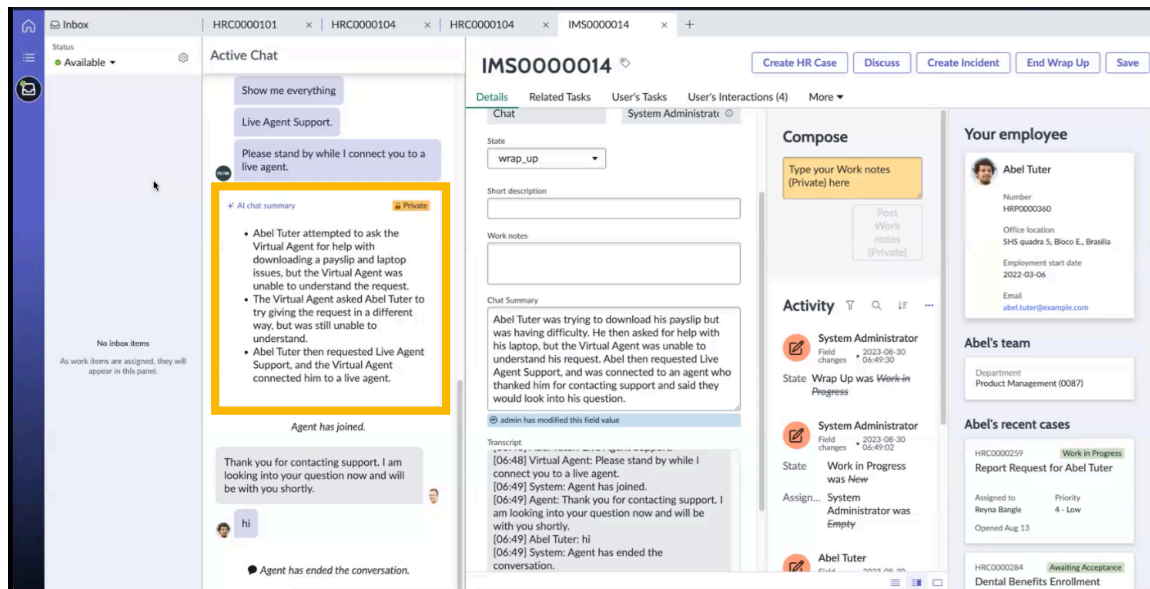 Inbox
HRC0000101 ×
HRC0000104 ×
HRC0000104 ×
IMS0000014 ×
+
Status
Available
No inbox items
As work items are assigned, they will
appear in this panel.
Active Chat
Show me everything
Live Agent Support.
Please stand by while I connect you to a
live agent.
now
AI chat summary
Private
• Abel Tuter attempted to ask the
Virtual Agent for help with
downloading a payslip and laptop
issues, but the Virtual Agent was
unable to understand the request.
• The Virtual Agent asked Abel Tuter to
try giving the request in a different
way, but was still unable to
understand.
• Abel Tuter then requested Live Agent
Support, and the Virtual Agent
connected him to a live agent.
Agent has joined.
Thank you for contacting support. I am
looking into your question now and will
be with you shortly.
hi
Agent has ended the conversation.
IMS0000014
Create HR Case
Discuss
Create Incident
End Wrap Up
Save
Details
Related Tasks
User's Tasks
User's Interactions (4)
More
Chat
System Administrat
State
wrap_up
Short description
Work notes
Chat Summary
Abel Tuter was trying to download his payslip but
was having difficulty. He then asked for help with
his laptop, but the Virtual Agent was unable to
understand his request. Abel then requested Live
Agent Support, and was connected to an agent who
thanked him for contacting support and said they
would look into his question.
admin has modified this field value
Transcript
[06:48] Abel Tuter: Live Agent Support.
[06:48] Virtual Agent: Please stand by while I
connect you to a live agent.
[06:49] System: Agent has joined.
[06:49] Agent: Thank you for contacting support. I
am looking into your question now and will be
with you shortly.
[06:49] Abel Tuter: hi
[06:49] System: Agent has ended the
conversation.
Compose
Type your Work notes
(Private) here
Post
Work
notes
(Private)
Activity
System Administrator
Field
changes
• 2023-08-30
06:49:30
State Wrap Up was Work in
Progress
System Administrator
Field
changes
• 2023-08-30
06:49:02
State Work in Progress
was New
Assign... System
Administrator was
Empty
Abel Tuter
Field 2023-08-30
Your employee
Abel Tuter
Number
HRP0000360
Office location
SHS quadra 5, Bloco E., Brasilia
Employment start date
2022-03-06
Email
abel.tuter@example.com
Abel's team
Department
Product Management (0087)
Abel's recent cases
HRC0000259
Work in Progress
Report Request for Abel Tuter
Assigned to
Reyna Bangle
Priority
4 - Low
Opened Aug 13
HRC0000284
Awaiting Acceptance
Dental Benefits Enrollment